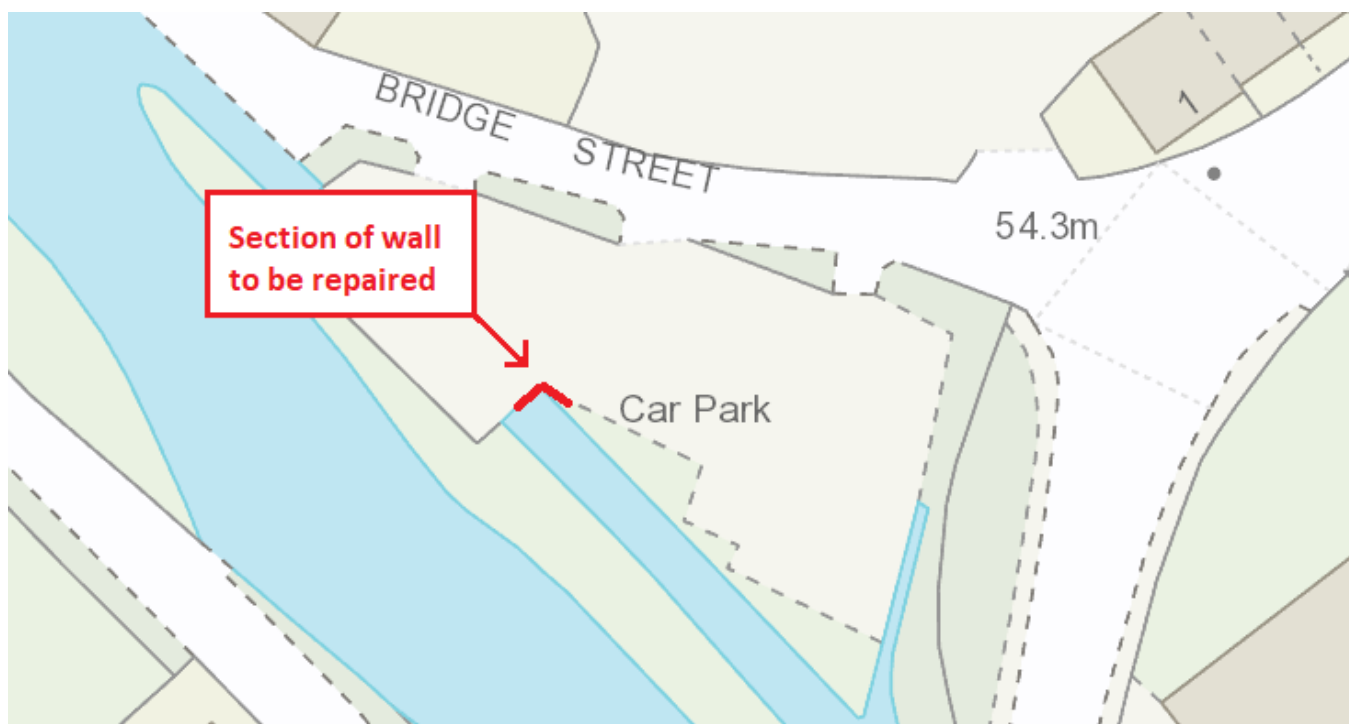 BRIDGE STREET
1
54.3m
Section of wall
to be repaired
Car Park